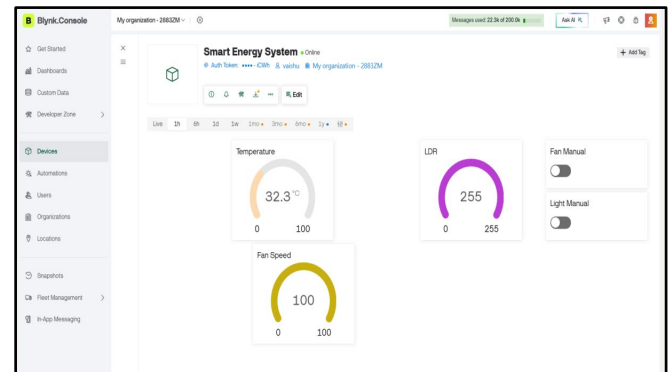 B Blynk.Console
My organization - 2883ZM
Messages used: 22.3k of 200.0k
Ask AI
Get Started
Dashboards
Custom Data
Developer Zone
Devices
Automations
Users
Organizations
Locations
Snapshots
Fleet Management
In-App Messaging
Smart Energy System Online
Auth Token: •••• - iCWh vaishu My organization - 2883ZM
+ Add Tag
Edit
Live 1h 6h 1d 1w 1mo 3mo 6mo 1y
Temperature
32.3 °C
0 100
LDR
255
0 255
Fan Manual
Light Manual
Fan Speed
100
0 100